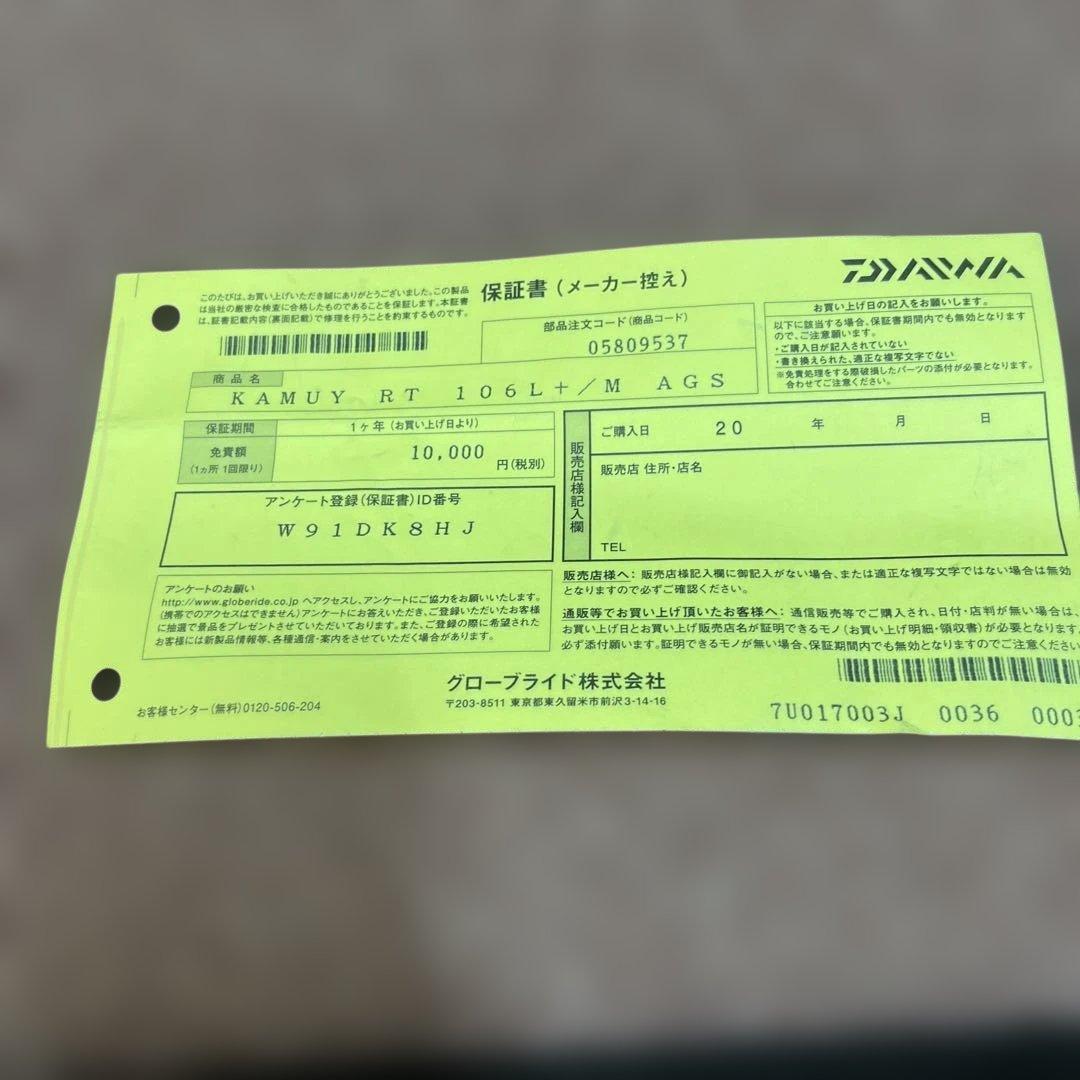 このたびは、お買い上げいただき誠にありがとうございました。この製品
は当社の厳密な検査に合格したものであることを保証します。本証書
は、証書記載内容(裏面記載)で修理を行うことを約束するものです。
保証書(メーカー控え)
DAIWA
部品注文コード(商品コード)
05809537
お買い上げ日の記入をお願いします。
以下に該当する場合、保証書期間内でも無効となります
ので、ご注意願います。
・ご購入日が記入されていない
・書き換えられた、適正な複写文字でない
※免責処理をする際破損したパーツの添付が必要となります。
合わせてご注意ください。
商品名
KAMUY RT 106L+/M AGS
保証期間
1ヶ年(お買い上げ日より)
免責額
(1ヵ所 1回限り)
10,000
円(税別)
アンケート登録(保証書)ID番号
W91DK8HJ
販売店様記入欄
ご購入日 20 年 月 日
販売店 住所・店名
TEL
アンケートのお願い
http://www.globeride.co.jp へアクセスし、アンケートにご協力をお願いいたします。
(携帯でのアクセスはできません)アンケートにお答えいただき、ご登録いただいたお客様
に抽選で景品をプレゼントさせていただいております。また、ご登録の際に希望された
お客様には新製品情報等、各種通信・案内をさせていただく場合があります。
販売店様へ:販売店様記入欄に御記入がない場合、または適正な複写文字ではない場合は無効
となりますので必ずご確認ください。
通販等でお買い上げ頂いたお客様へ:通信販売等でご購入され、日付・店判が無い場合は、
お買い上げ日とお買い上げ販売店名が証明できるモノ(お買い上げ明細・領収書)が必要となります。
必ず添付願います。証明できるモノが無い場合、保証期間内でも無効となりますのでご注意ください
お客様センター(無料)0120-506-204
グローブライド株式会社
〒203-8511 東京都東久留米市前沢3-14-16
7U017003J 0036 0003